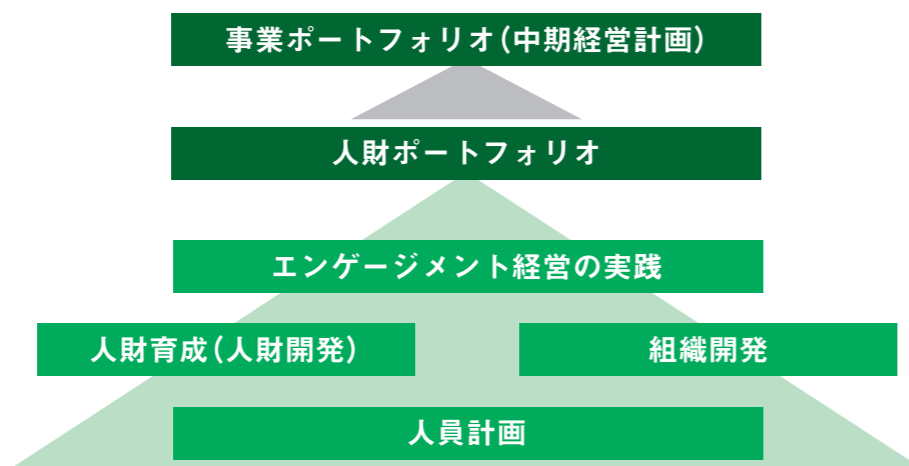 事業ポートフォリオ(中期経営計画)
人財ポートフォリオ
エンゲージメント経営の実践
人財育成(人財開発)
組織開発
人員計画